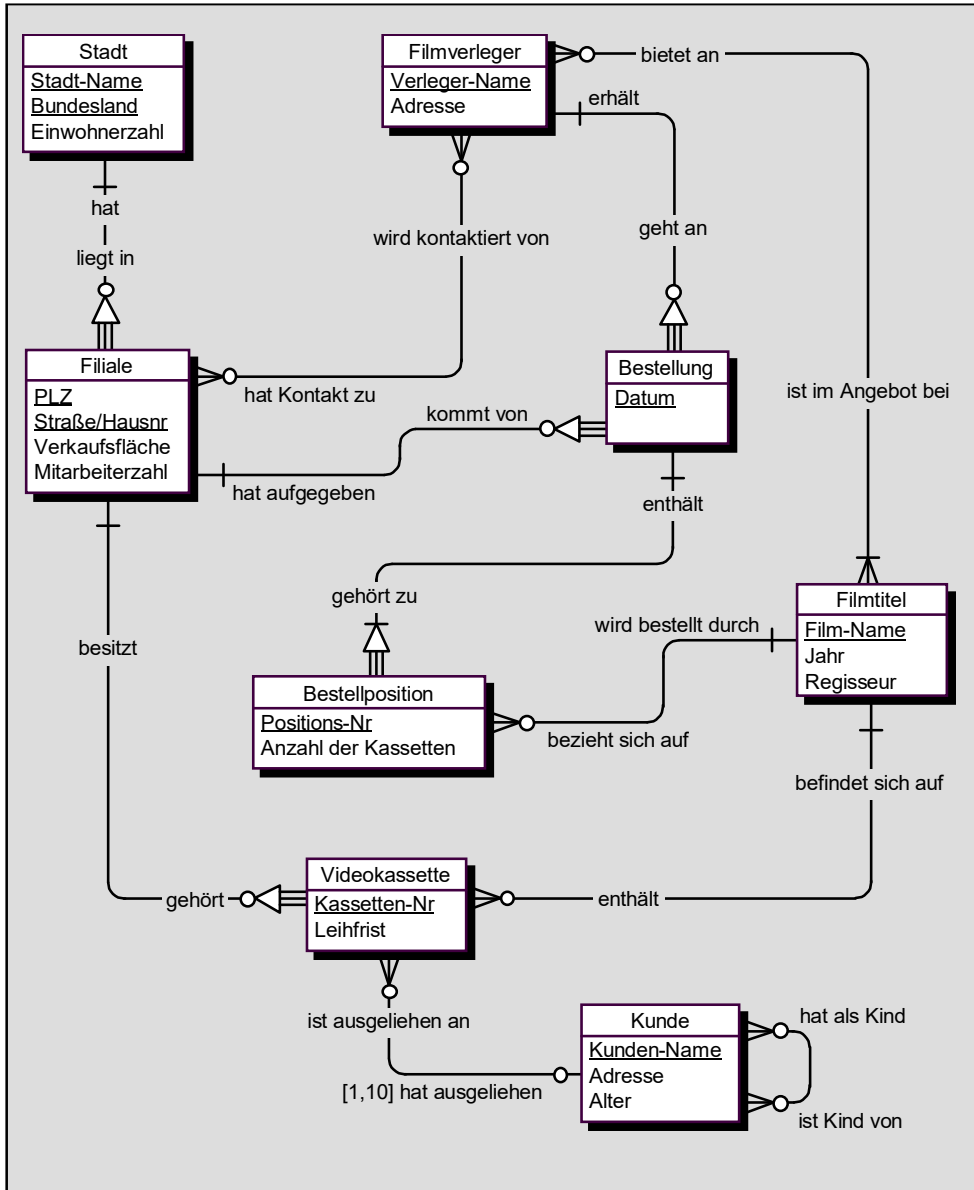 Stadt
Stadt-Name
Bundesland
Einwohnerzahl
Filmverleger
Verleger-Name
Adresse
bietet an
erhält
hat
liegt in
wird kontaktiert von
geht an
Filiale
PLZ
Straße/Hausnr
Verkaufsfläche
Mitarbeiterzahl
hat Kontakt zu
Bestellung
Datum
ist im Angebot bei
kommt von
hat aufgegeben
enthält
gehört zu
Filmtitel
Film-Name
Jahr
Regisseur
besitzt
wird bestellt durch
Bestellposition
Positions-Nr
Anzahl der Kassetten
bezieht sich auf
befindet sich auf
Videokassette
Kassetten-Nr
Leihfrist
gehört
enthält
ist ausgeliehen an
[1,10] hat ausgeliehen
Kunde
Kunden-Name
Adresse
Alter
hat als Kind
ist Kind von